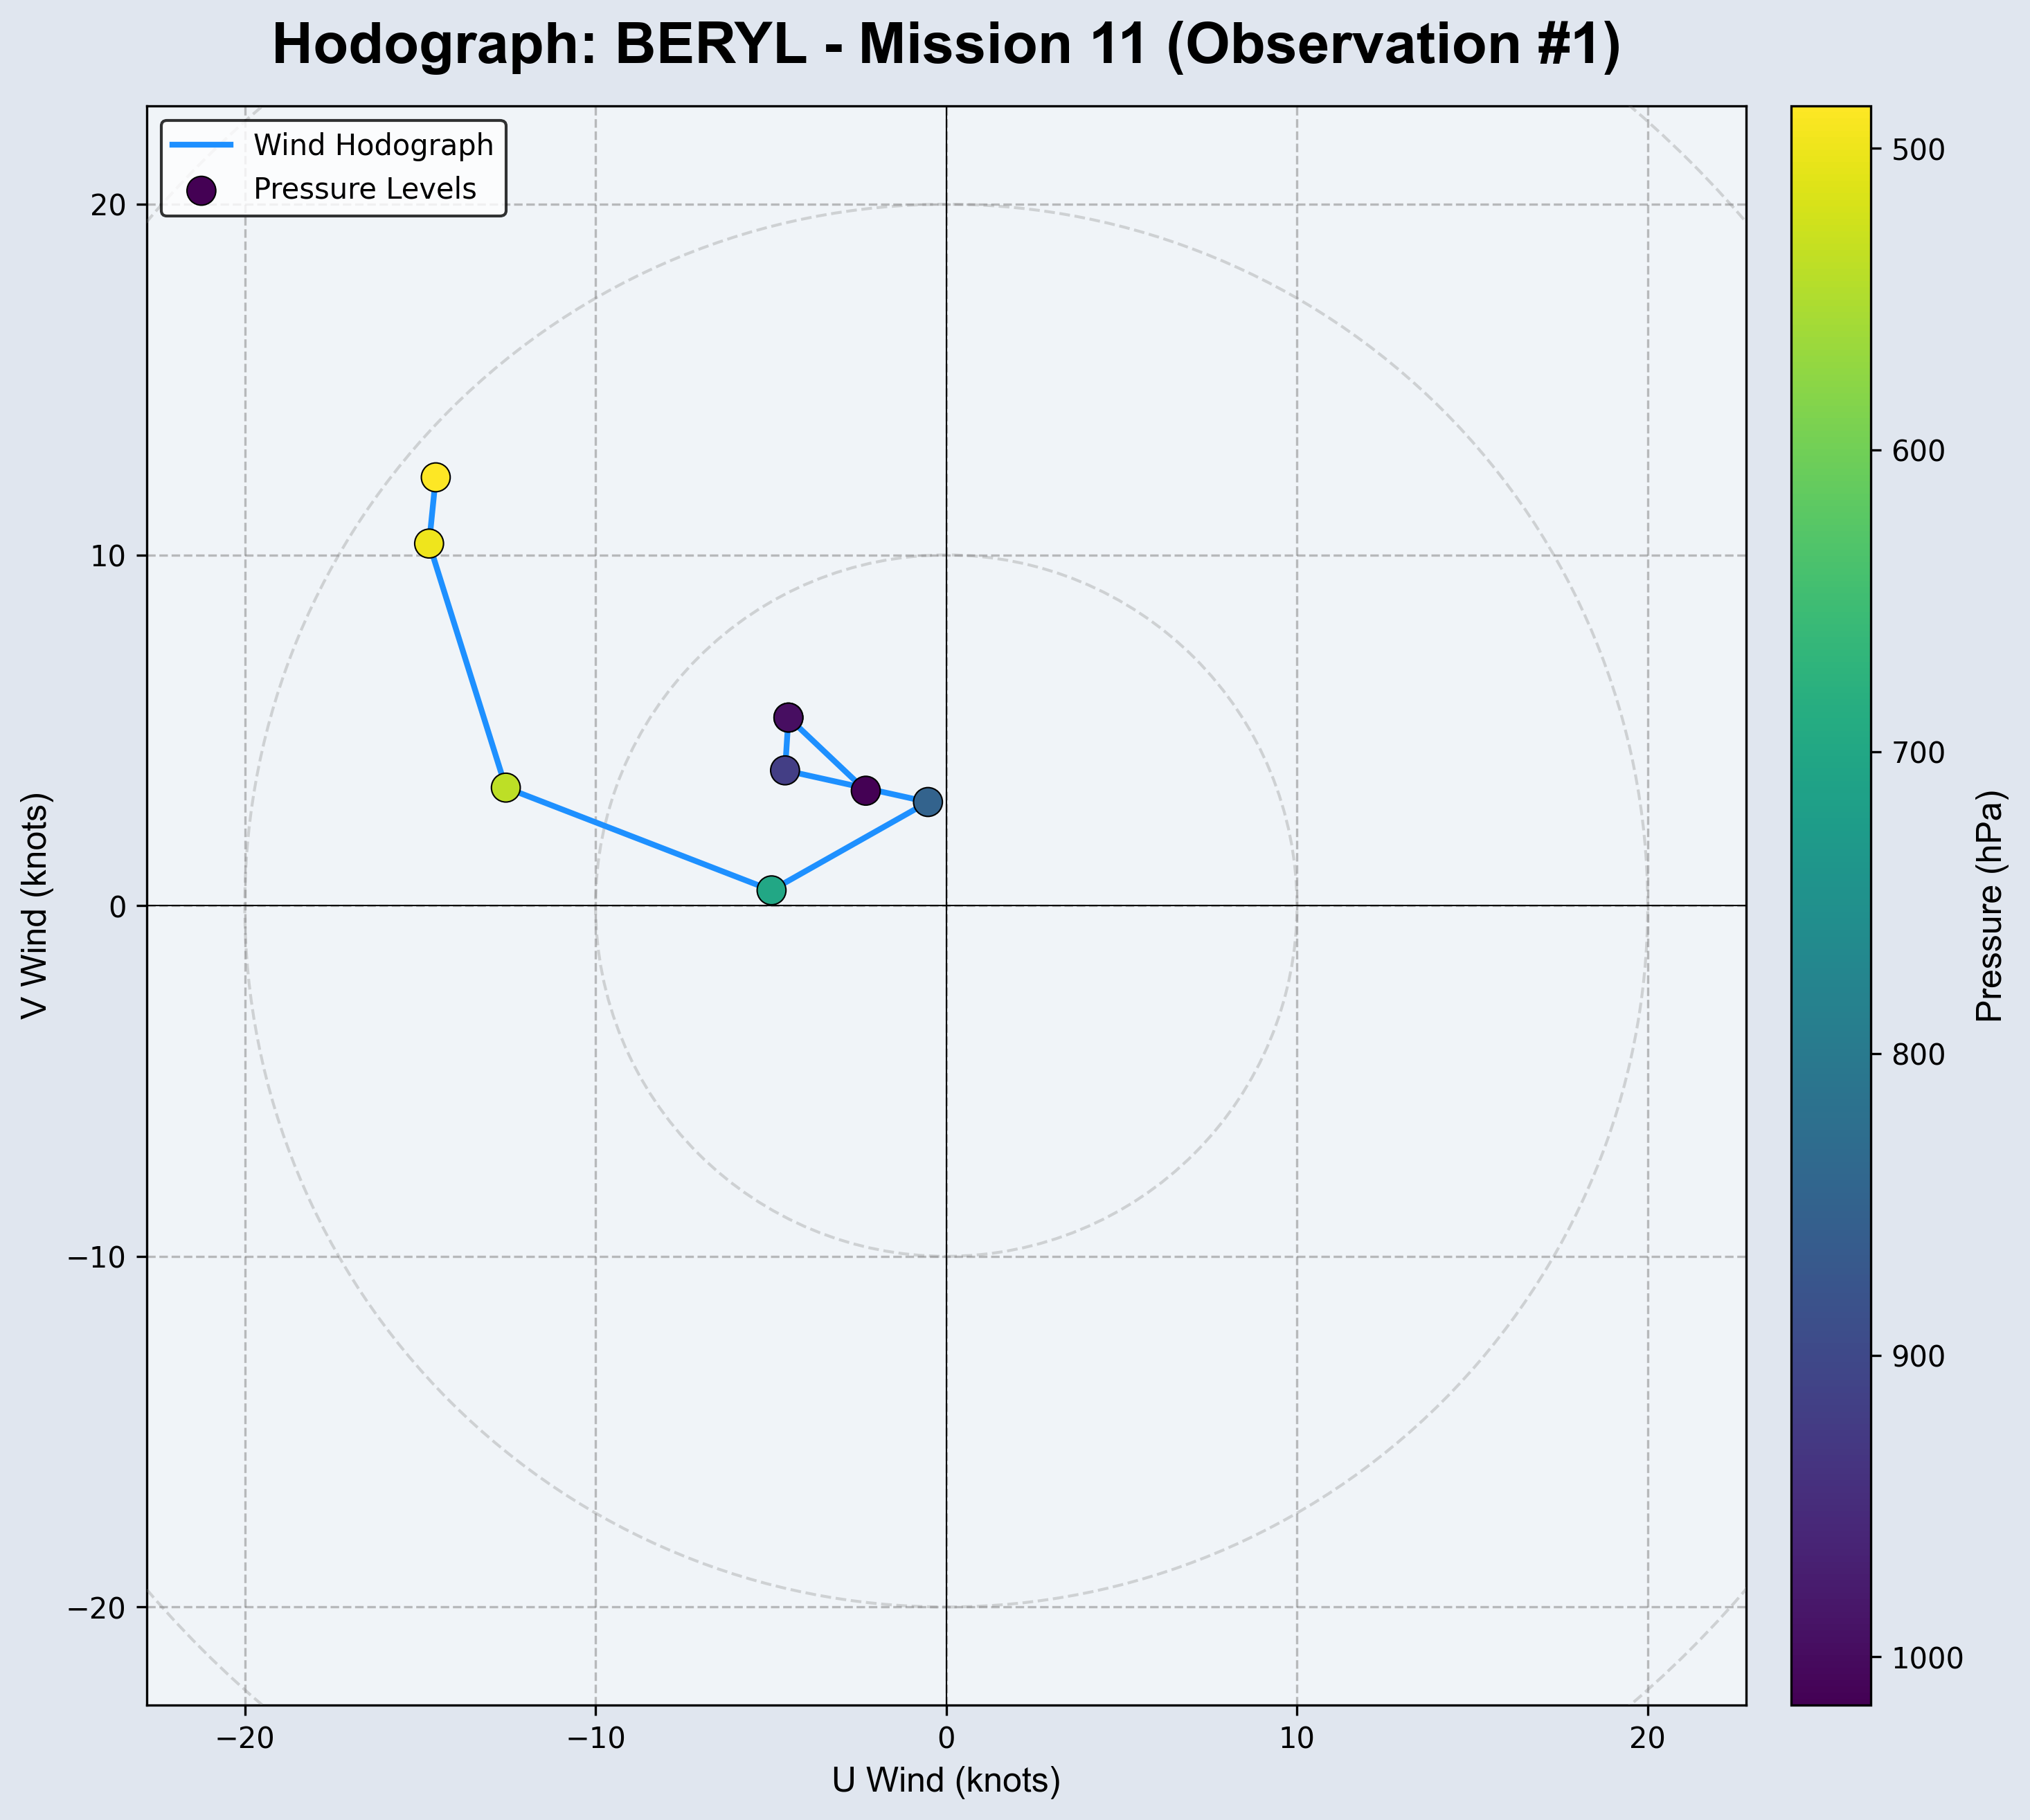 Hodograph: BERYL - Mission 11 (Observation #1)
Wind Hodograph
Pressure Levels
20
10
0
−10
−20
V Wind (knots)
−20
−10
0
10
20
U Wind (knots)
500
600
700
800
900
1000
Pressure (hPa)